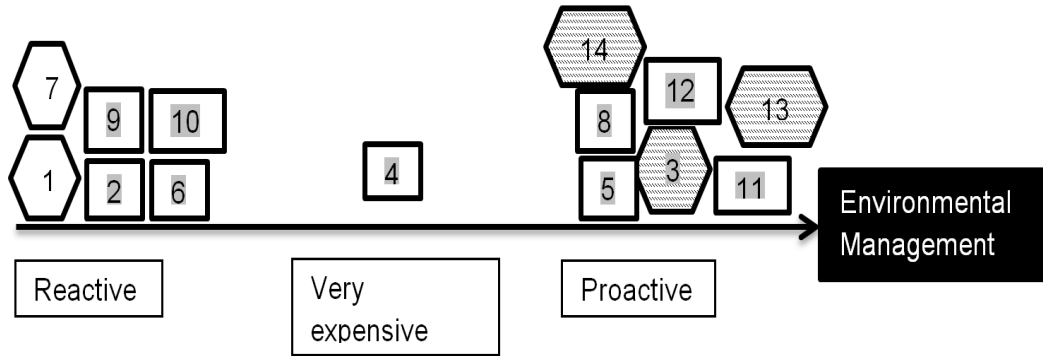 14
7
12
9
10
8
13
1
2
6
4
5
3
11
Environmental
Management
Reactive
Very
expensive
Proactive